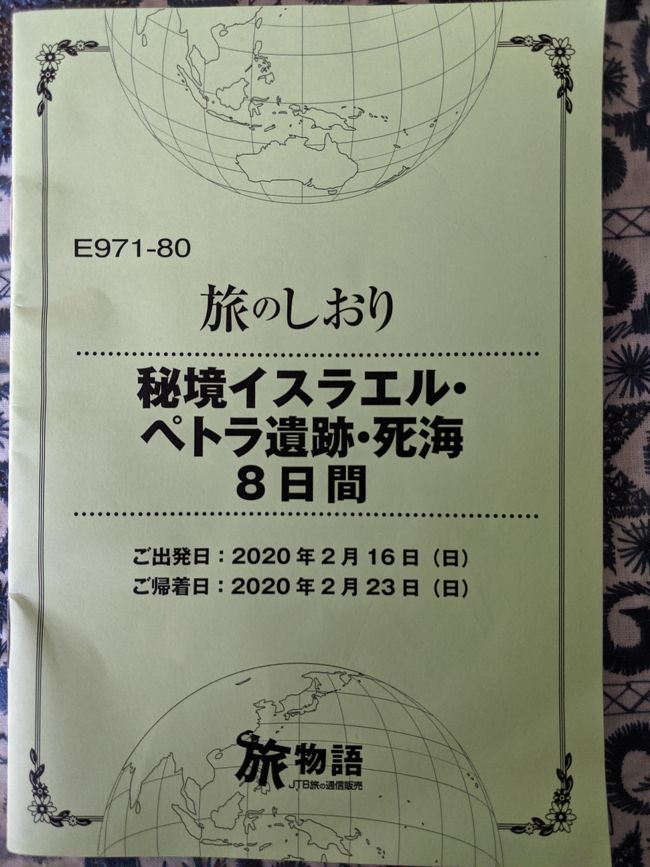 E971-80
旅のしおり
秘境イスラエル・
ペトラ遺跡・死海
8日間
ご出発日：2020年2月16日（日）
ご帰着日：2020年2月23日（日）
旅物語
JTB旅の通信販売